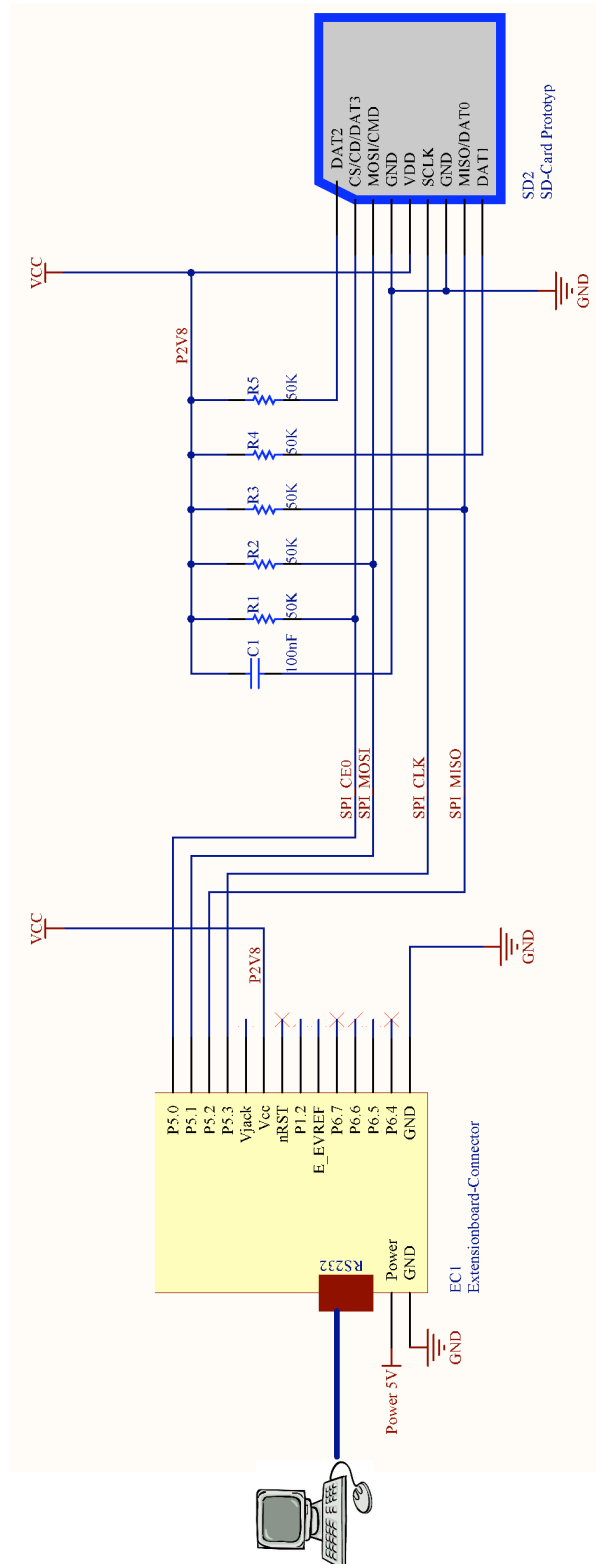 VCC
P2V8
R5
50K
R4
50K
R3
50K
R2
50K
R1
50K
C1
100nF
DAT2
CS/CD/DAT3
MOSI/CMD
GND
VDD
SCLK
GND
MISO/DAT0
DAT1
SD2
SD-Card Prototyp
GND
SPI_CE0
SPI_MOSI
SPI_CLK
SPI_MISO
VCC
P2V8
GND
P5.0
P5.1
P5.2
P5.3
Vjack
Vcc
nRST
P1.2
E_EVREF
P6.7
P6.6
P6.5
P6.4
GND
RS232
Power
GND
EC1
Extensionboard-Connector
Power 5V
GND